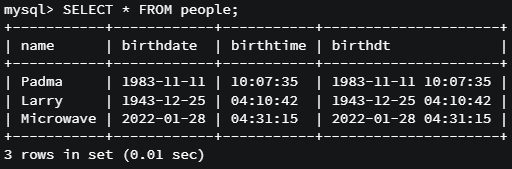 mysql> SELECT * FROM people;
+-----------+------------+-----------+---------------------+
| name      | birthdate  | birthtime | birthdt             |
+-----------+------------+-----------+---------------------+
| Padma     | 1983-11-11 | 10:07:35  | 1983-11-11 10:07:35 |
| Larry     | 1943-12-25 | 04:10:42  | 1943-12-25 04:10:42 |
| Microwave | 2022-01-28 | 04:31:15  | 2022-01-28 04:31:15 |
+-----------+------------+-----------+---------------------+
3 rows in set (0.01 sec)